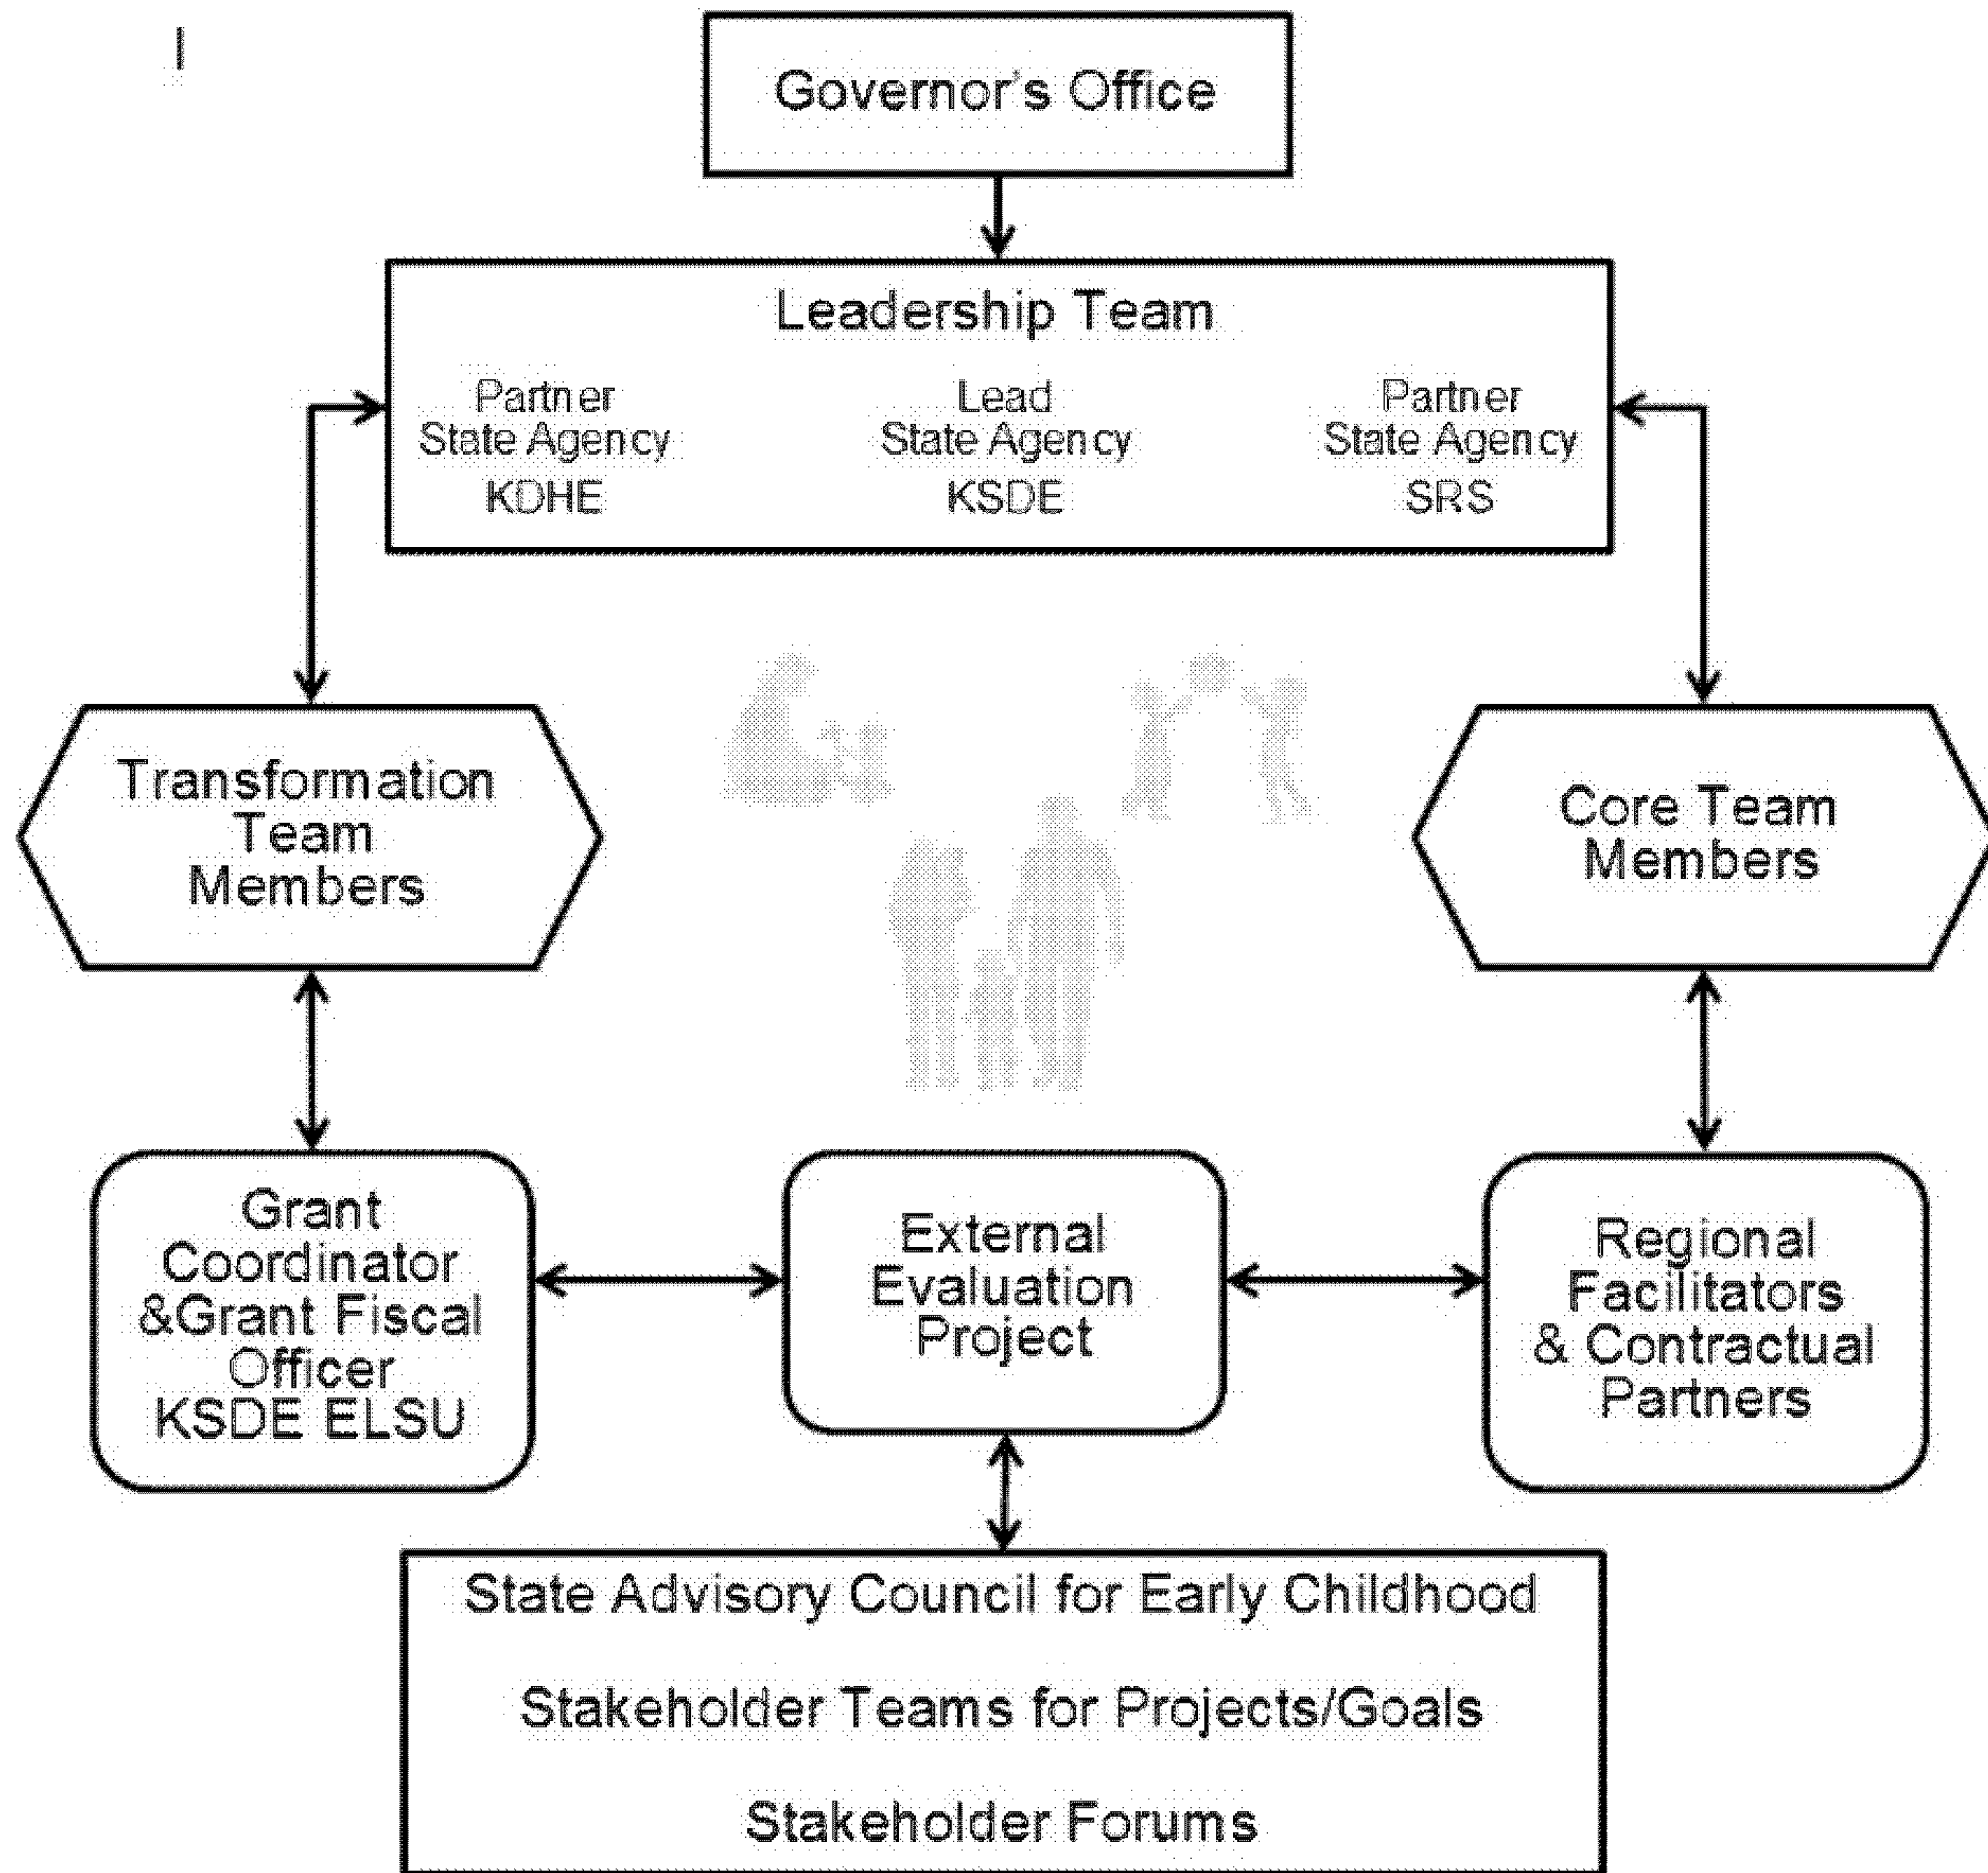 Governor's Office
Leadership Team
Partner
State Agency
KDHE
Lead
State Agency
KSDE
Partner
State Agency
SRS
Transformation
Team
Members
Core Team
Members
Grant
Coordinator
&Grant Fiscal
Officer
KSDE ELSU
External
Evaluation
Project
Regional
Facilitators
& Contractual
Partners
State Advisory Council for Early Childhood
Stakeholder Teams for Projects/Goals
Stakeholder Forums